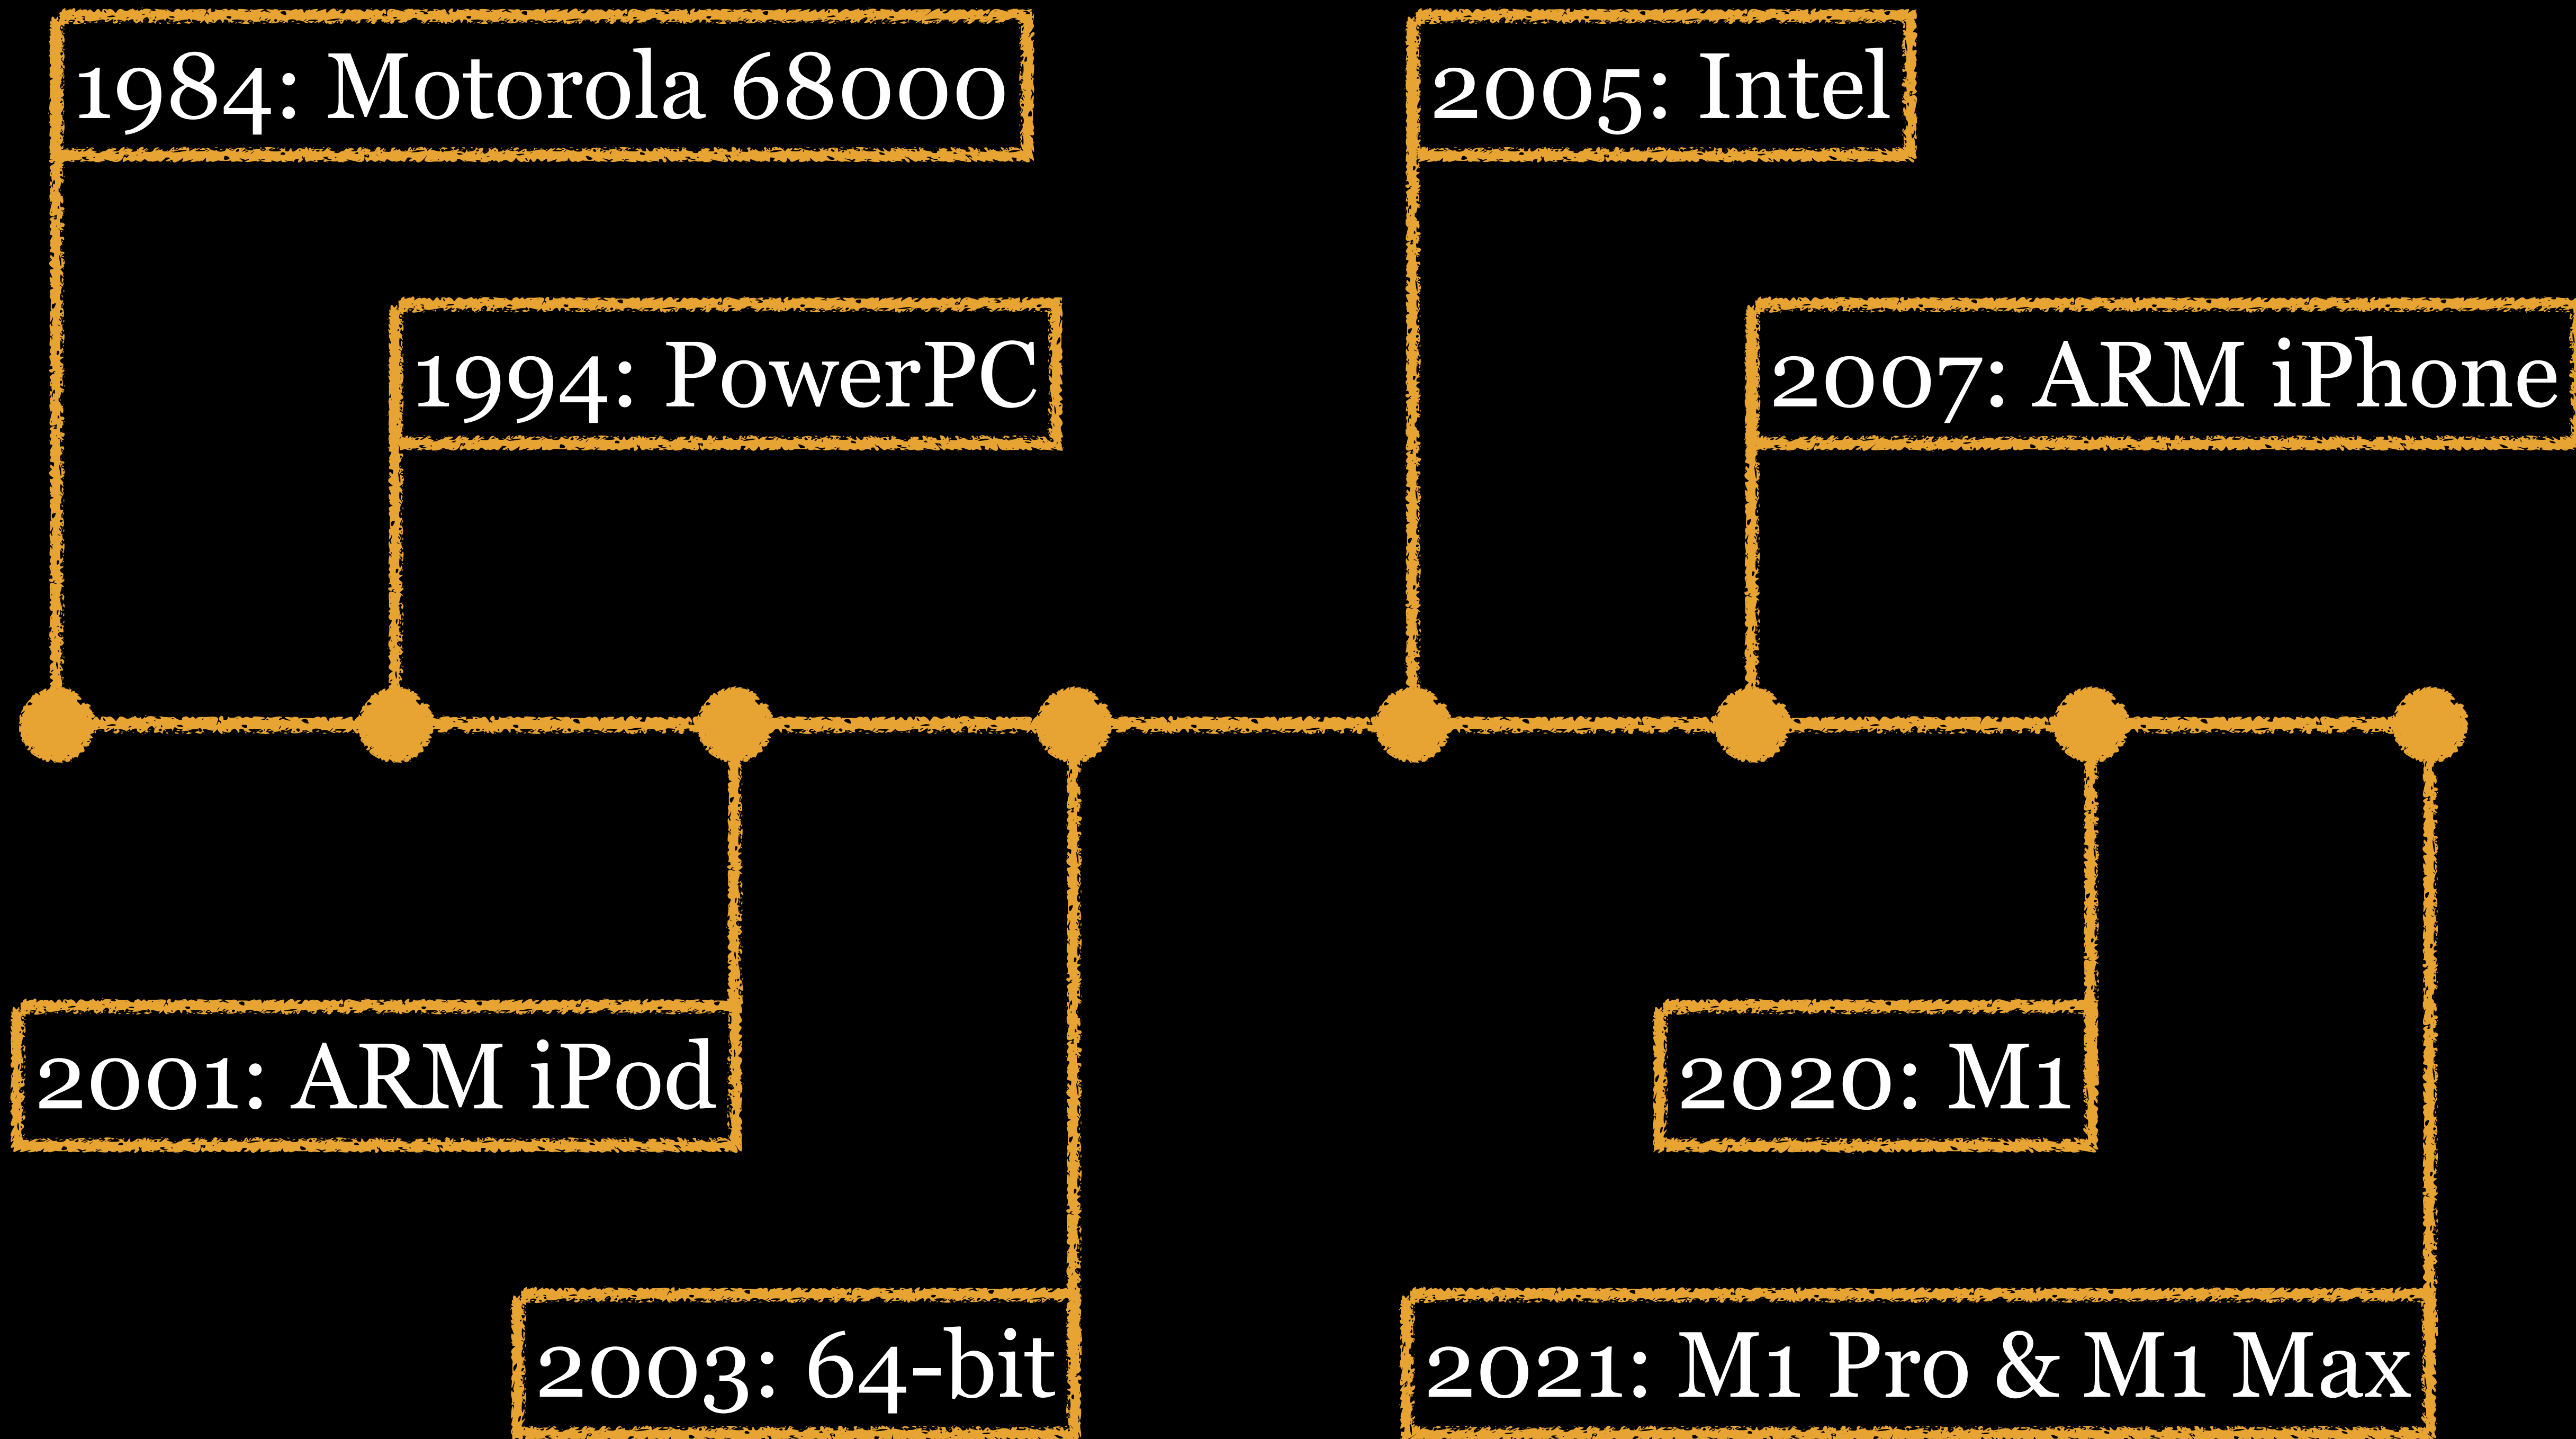 1984: Motorola 68000
2005: Intel
1994: PowerPC
2007: ARM iPhone
2001: ARM iPod
2020: M1
2003: 64-bit
2021: M1 Pro & M1 Max